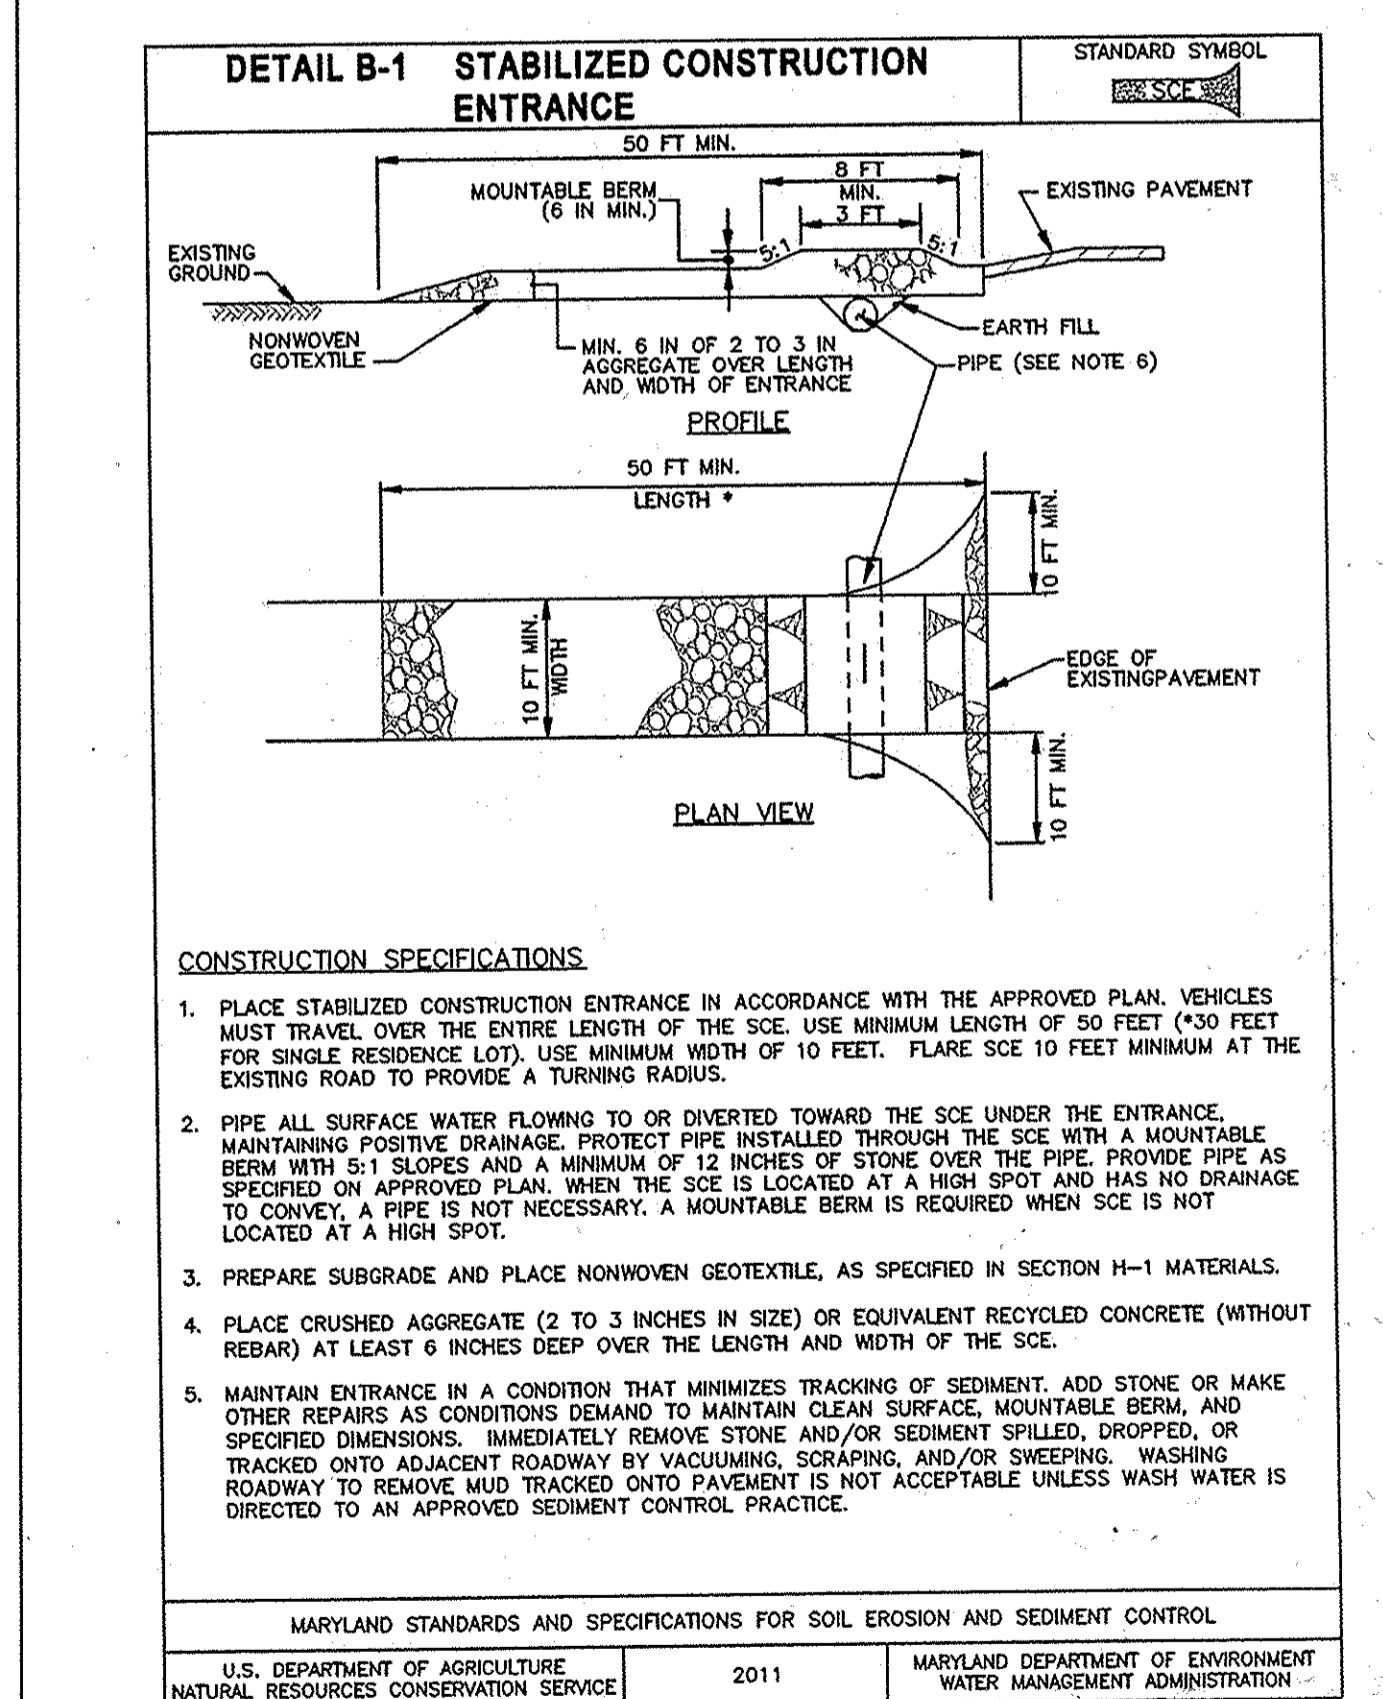 DETAIL B-1 STABILIZED CONSTRUCTION
ENTRANCE
STANDARD SYMBOL
SCE
50 FT MIN.
8 FT
MIN.
3 FT
MOUNTABLE BERM
(6 IN MIN.)
EXISTING PAVEMENT
5:1
5:1
EXISTING
GROUND
NONWOVEN
GEOTEXTILE
MIN. 6 IN OF 2 TO 3 IN
AGGREGATE OVER LENGTH
AND WIDTH OF ENTRANCE
EARTH FILL
PIPE (SEE NOTE 6)
PROFILE
50 FT MIN.
LENGTH *
10 FT MIN.
10 FT MIN.
WIDTH
EDGE OF
EXISTINGPAVEMENT
10 FT MIN.
PLAN VIEW
CONSTRUCTION SPECIFICATIONS
1. PLACE STABILIZED CONSTRUCTION ENTRANCE IN ACCORDANCE WITH THE APPROVED PLAN. VEHICLES
MUST TRAVEL OVER THE ENTIRE LENGTH OF THE SCE. USE MINIMUM LENGTH OF 50 FEET (*30 FEET
FOR SINGLE RESIDENCE LOT). USE MINIMUM WIDTH OF 10 FEET. FLARE SCE 10 FEET MINIMUM AT THE
EXISTING ROAD TO PROVIDE A TURNING RADIUS.
2. PIPE ALL SURFACE WATER FLOWING TO OR DIVERTED TOWARD THE SCE UNDER THE ENTRANCE,
MAINTAINING POSITIVE DRAINAGE. PROTECT PIPE INSTALLED THROUGH THE SCE WITH A MOUNTABLE
BERM WITH 5:1 SLOPES AND A MINIMUM OF 12 INCHES OF STONE OVER THE PIPE. PROVIDE PIPE AS
SPECIFIED ON APPROVED PLAN. WHEN THE SCE IS LOCATED AT A HIGH SPOT AND HAS NO DRAINAGE
TO CONVEY, A PIPE IS NOT NECESSARY. A MOUNTABLE BERM IS REQUIRED WHEN SCE IS NOT
LOCATED AT A HIGH SPOT.
3. PREPARE SUBGRADE AND PLACE NONWOVEN GEOTEXTILE, AS SPECIFIED IN SECTION H-1 MATERIALS.
4. PLACE CRUSHED AGGREGATE (2 TO 3 INCHES IN SIZE) OR EQUIVALENT RECYCLED CONCRETE (WITHOUT
REBAR) AT LEAST 6 INCHES DEEP OVER THE LENGTH AND WIDTH OF THE SCE.
5. MAINTAIN ENTRANCE IN A CONDITION THAT MINIMIZES TRACKING OF SEDIMENT. ADD STONE OR MAKE
OTHER REPAIRS AS CONDITIONS DEMAND TO MAINTAIN CLEAN SURFACE, MOUNTABLE BERM, AND
SPECIFIED DIMENSIONS. IMMEDIATELY REMOVE STONE AND/OR SEDIMENT SPILLED, DROPPED, OR
TRACKED ONTO ADJACENT ROADWAY BY VACUUMING, SCRAPING, AND/OR SWEEPING. WASHING
ROADWAY TO REMOVE MUD TRACKED ONTO PAVEMENT IS NOT ACCEPTABLE UNLESS WASH WATER IS
DIRECTED TO AN APPROVED SEDIMENT CONTROL PRACTICE.
MARYLAND STANDARDS AND SPECIFICATIONS FOR SOIL EROSION AND SEDIMENT CONTROL
U.S. DEPARTMENT OF AGRICULTURE
NATURAL RESOURCES CONSERVATION SERVICE
2011
MARYLAND DEPARTMENT OF ENVIRONMENT
WATER MANAGEMENT ADMINISTRATION